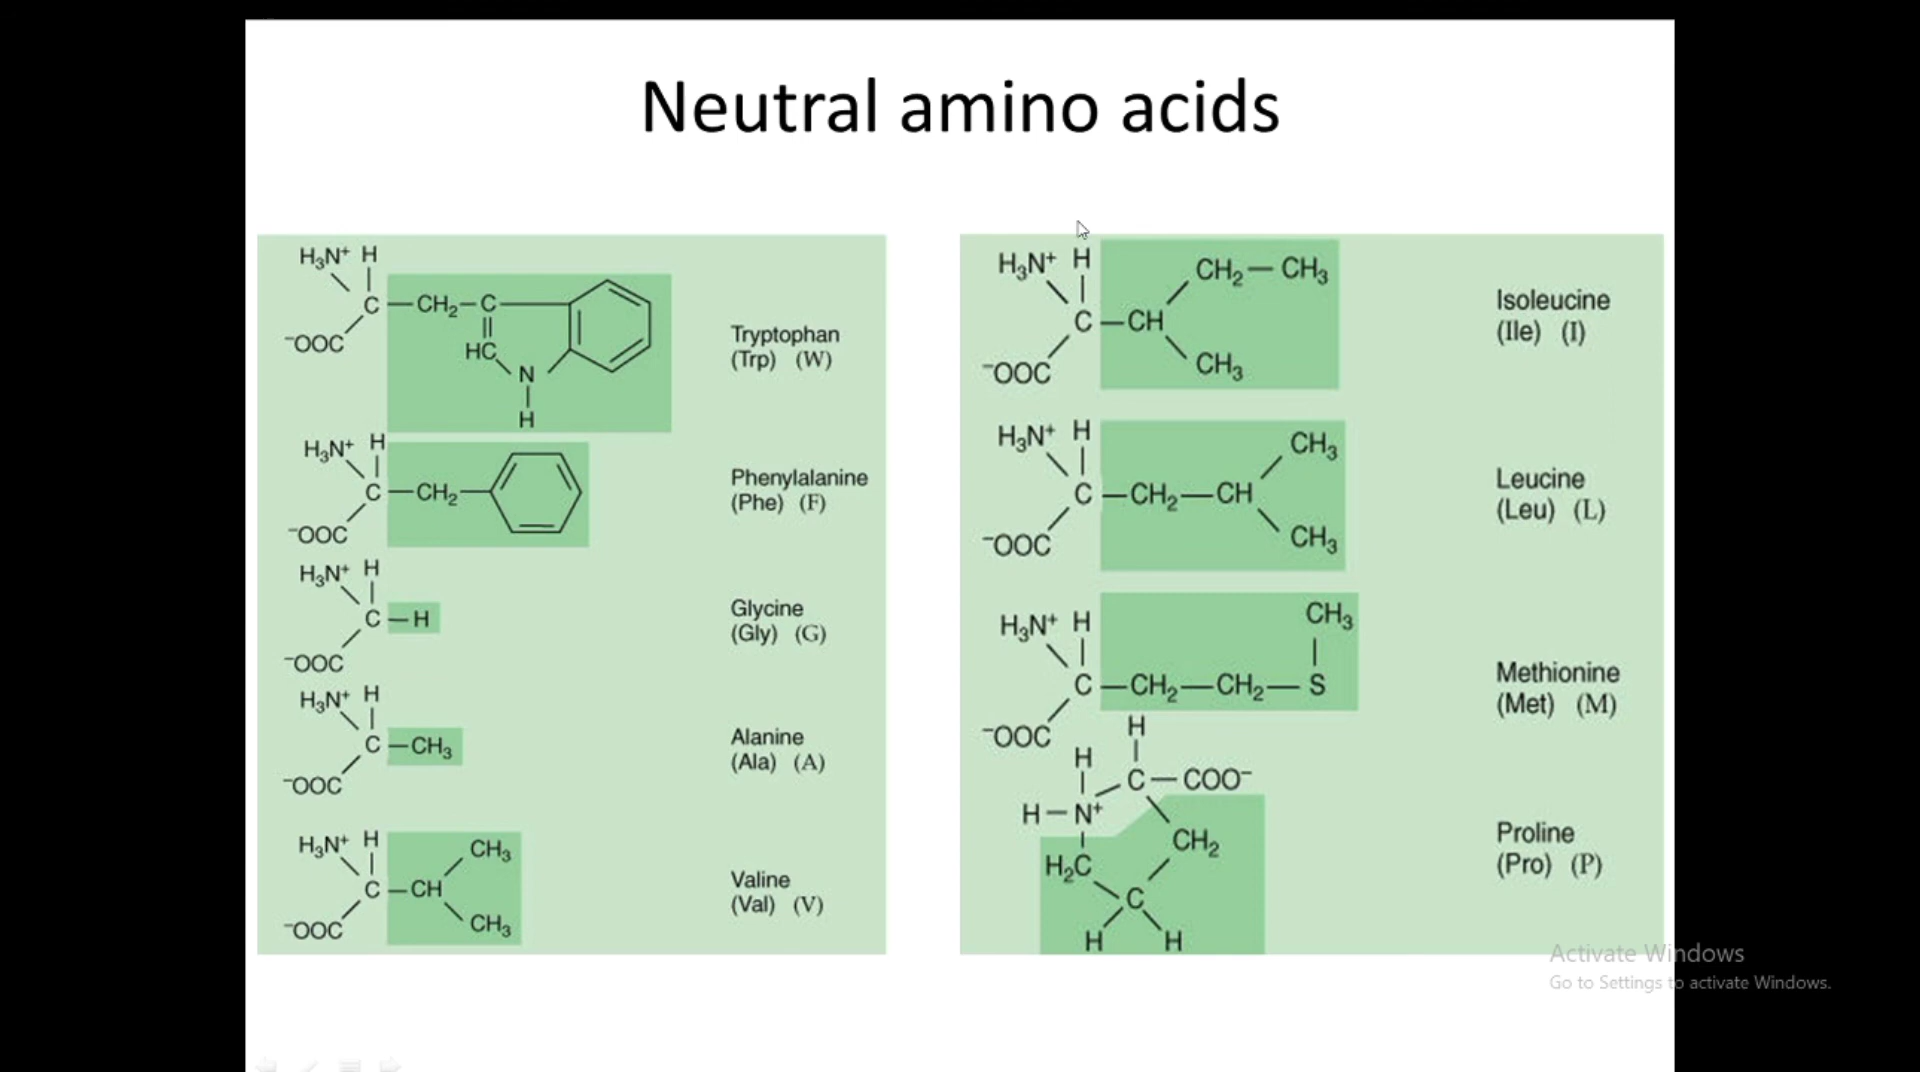 Neutral amino acids
H₃N⁺ H
C—CH₂—C
⁻OOC
HC
N
H
Tryptophan
(Trp) (W)
H₃N⁺ H
C—CH₂
⁻OOC
Phenylalanine
(Phe) (F)
H₃N⁺ H
C—H
⁻OOC
Glycine
(Gly) (G)
H₃N⁺ H
C—CH₃
⁻OOC
Alanine
(Ala) (A)
H₃N⁺ H
CH₃
C—CH
⁻OOC
CH₃
Valine
(Val) (V)
H₃N⁺ H
CH₂—CH₃
C—CH
⁻OOC
CH₃
Isoleucine
(Ile) (I)
H₃N⁺ H
CH₃
C—CH₂—CH
⁻OOC
CH₃
Leucine
(Leu) (L)
H₃N⁺ H
CH₃
C—CH₂—CH₂—S
⁻OOC
Methionine
(Met) (M)
H
H
C—COO⁻
H—N⁺
CH₂
H₂C
C
H H
Proline
(Pro) (P)
Activate Windows
Go to Settings to activate Windows.